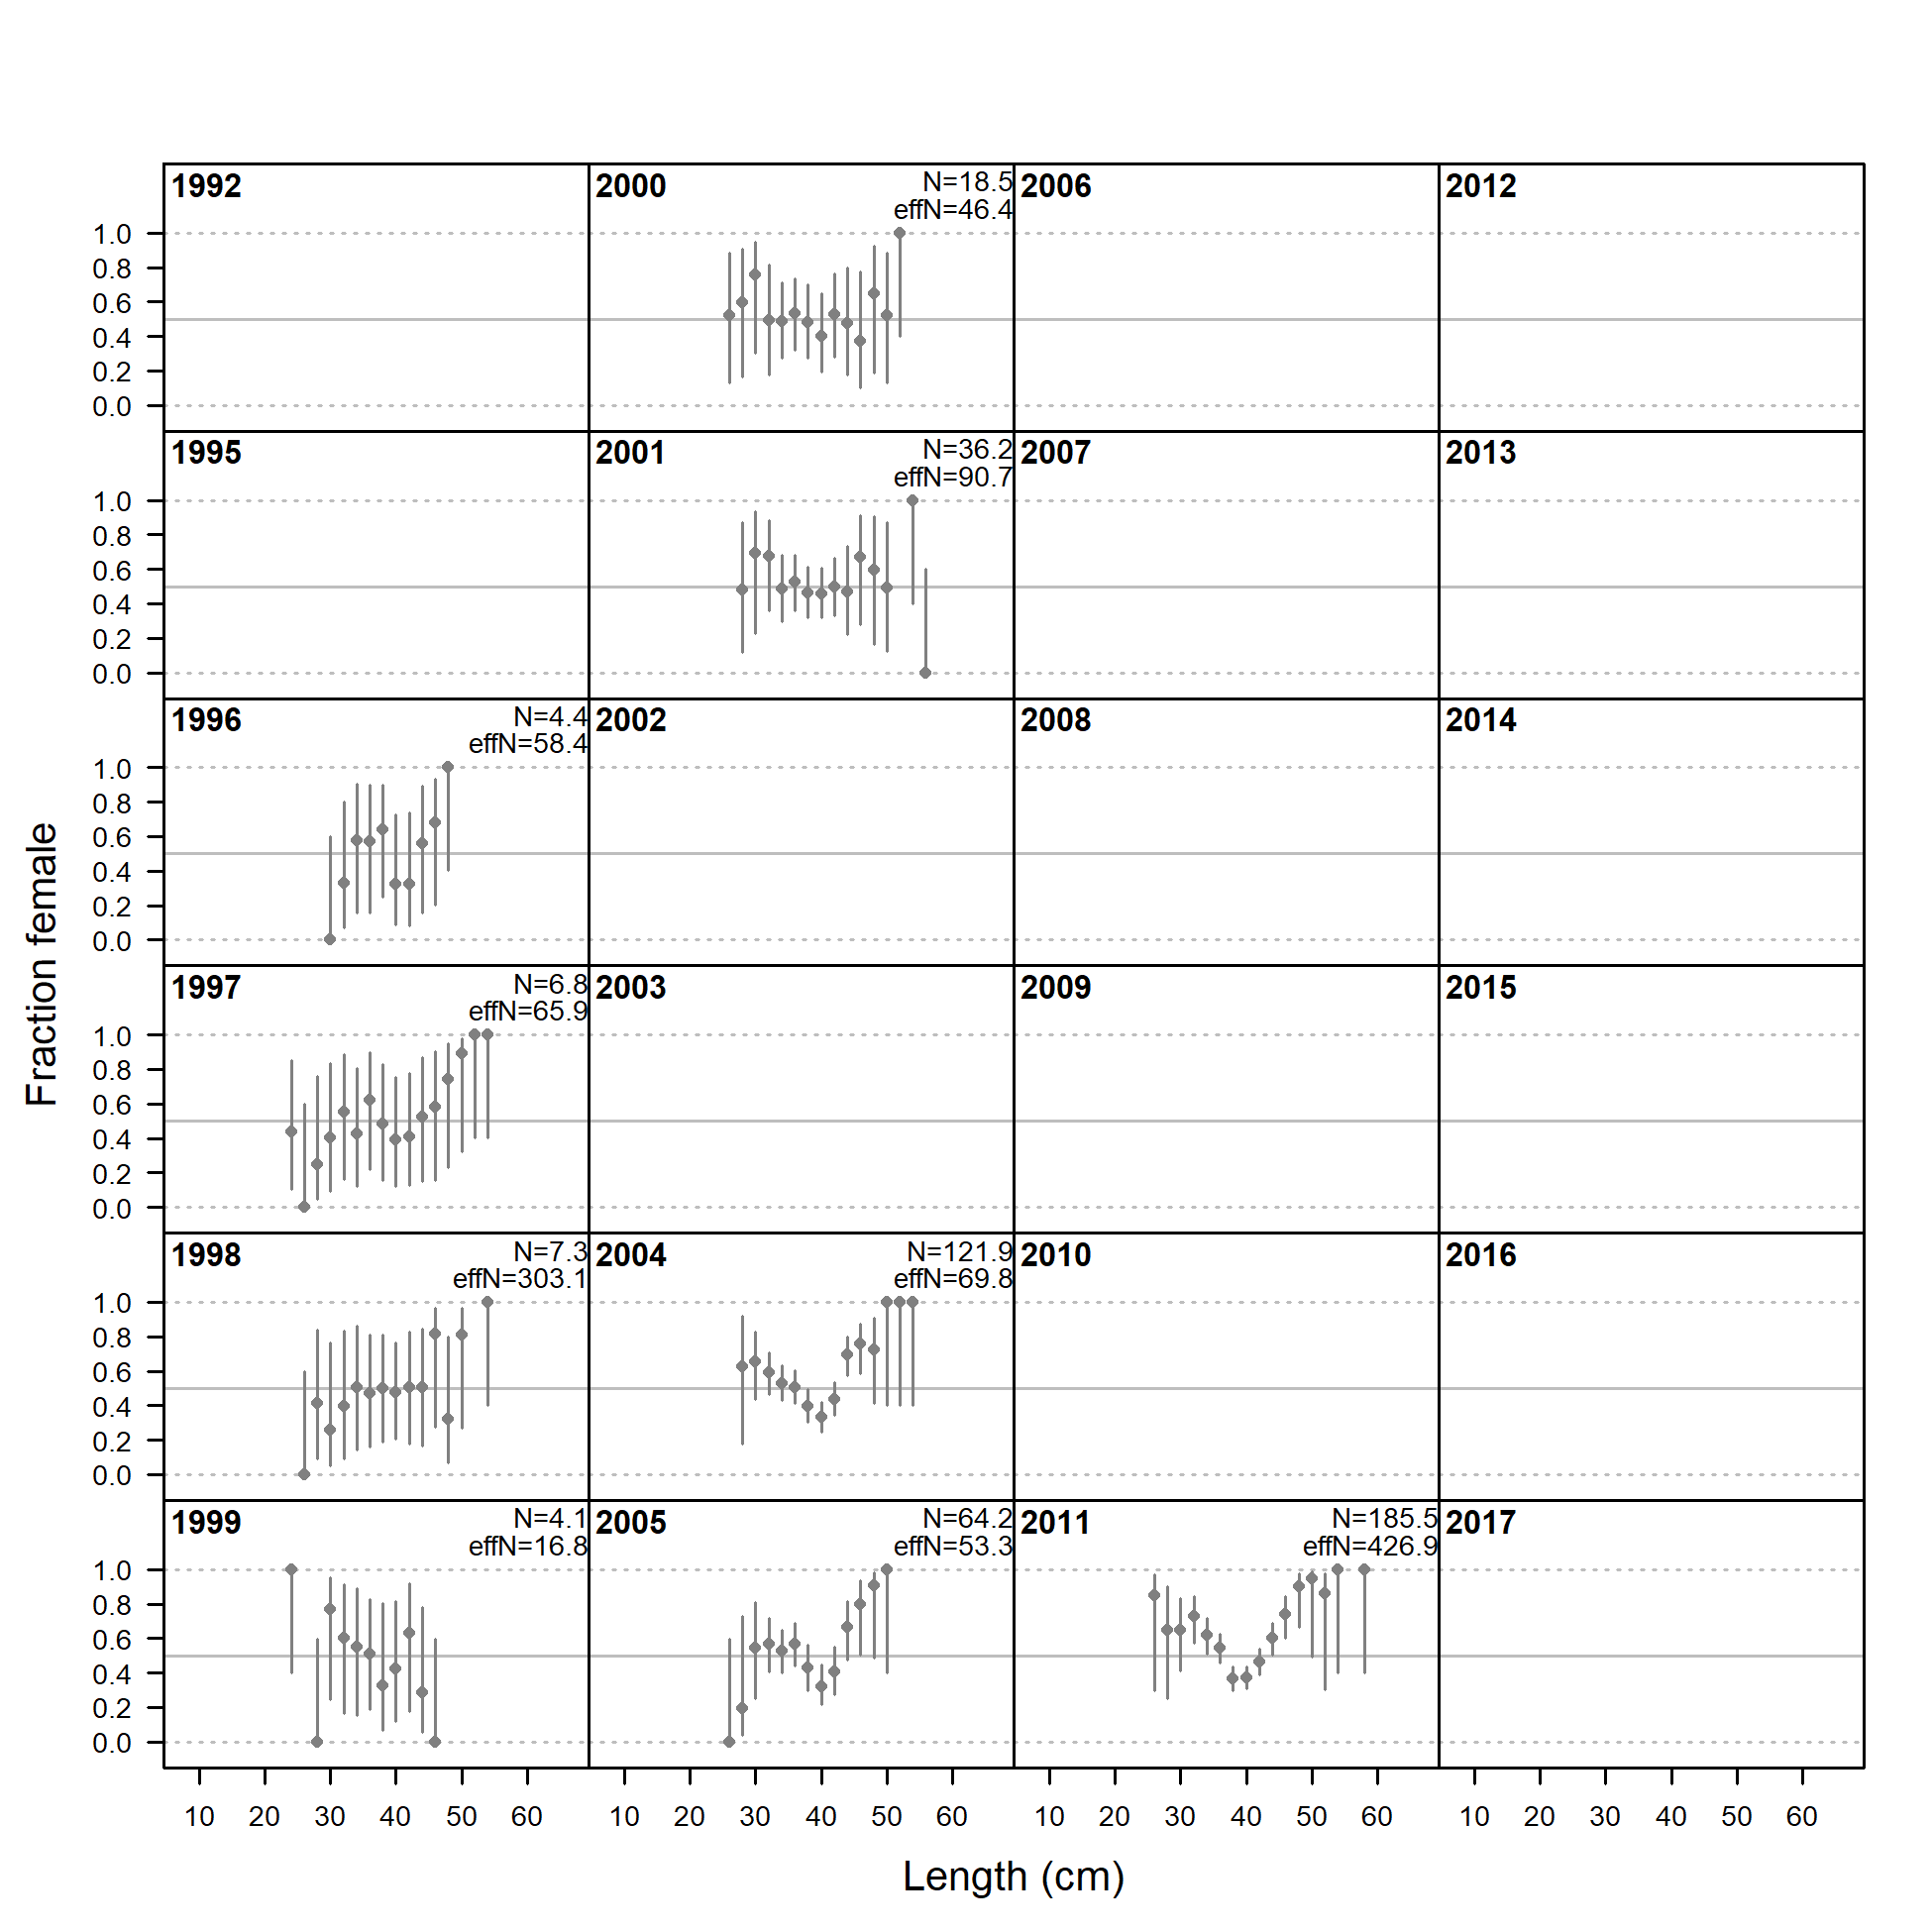 1992
2000
N=18.5
effN=46.4
2006
2012
1.0
0.8
0.6
0.4
0.2
0.0
1995
2001
N=36.2
effN=90.7
2007
2013
1.0
0.8
0.6
0.4
0.2
0.0
1996
N=4.4
effN=58.4
2002
2008
2014
1.0
0.8
0.6
0.4
0.2
0.0
1997
N=6.8
effN=65.9
2003
2009
2015
1.0
0.8
0.6
0.4
0.2
0.0
1998
N=7.3
effN=303.1
2004
N=121.9
effN=69.8
2010
2016
1.0
0.8
0.6
0.4
0.2
0.0
1999
N=4.1
effN=16.8
2005
N=64.2
effN=53.3
2011
N=185.5
effN=426.9
2017
1.0
0.8
0.6
0.4
0.2
0.0
10 20 30 40 50 60 10 20 30 40 50 60 10 20 30 40 50 60 10 20 30 40 50 60
Length (cm)
Fraction female